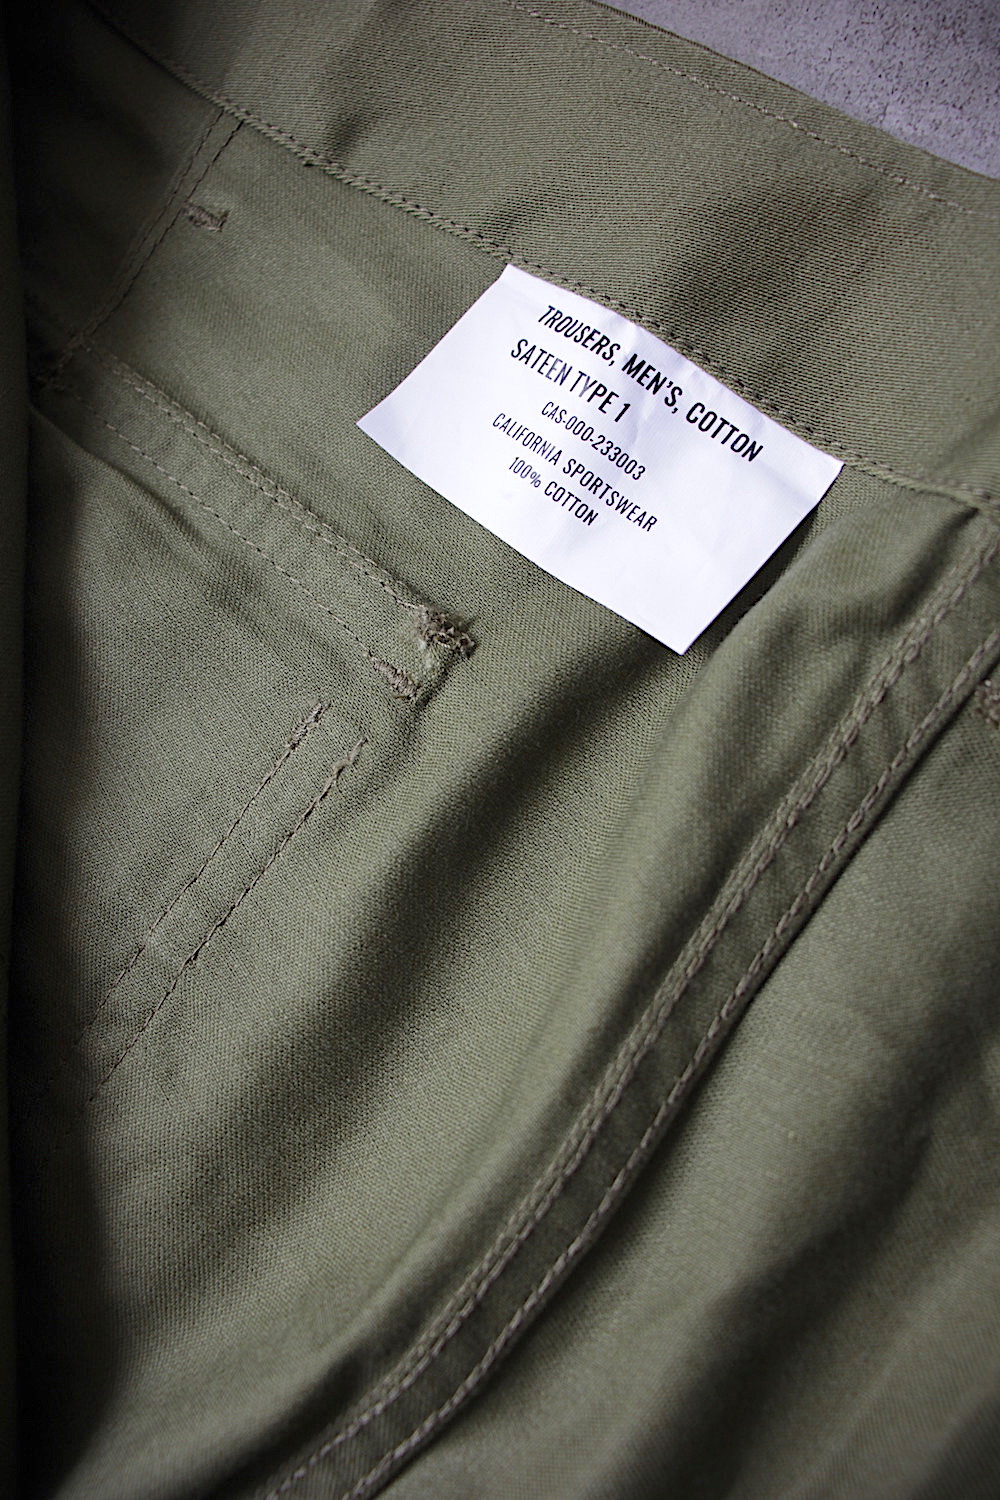 TROUSERS, MEN'S, COTTON
SATEEN TYPE 1
CAS-000-233003
CALIFORNIA SPORTSWEAR
100% COTTON